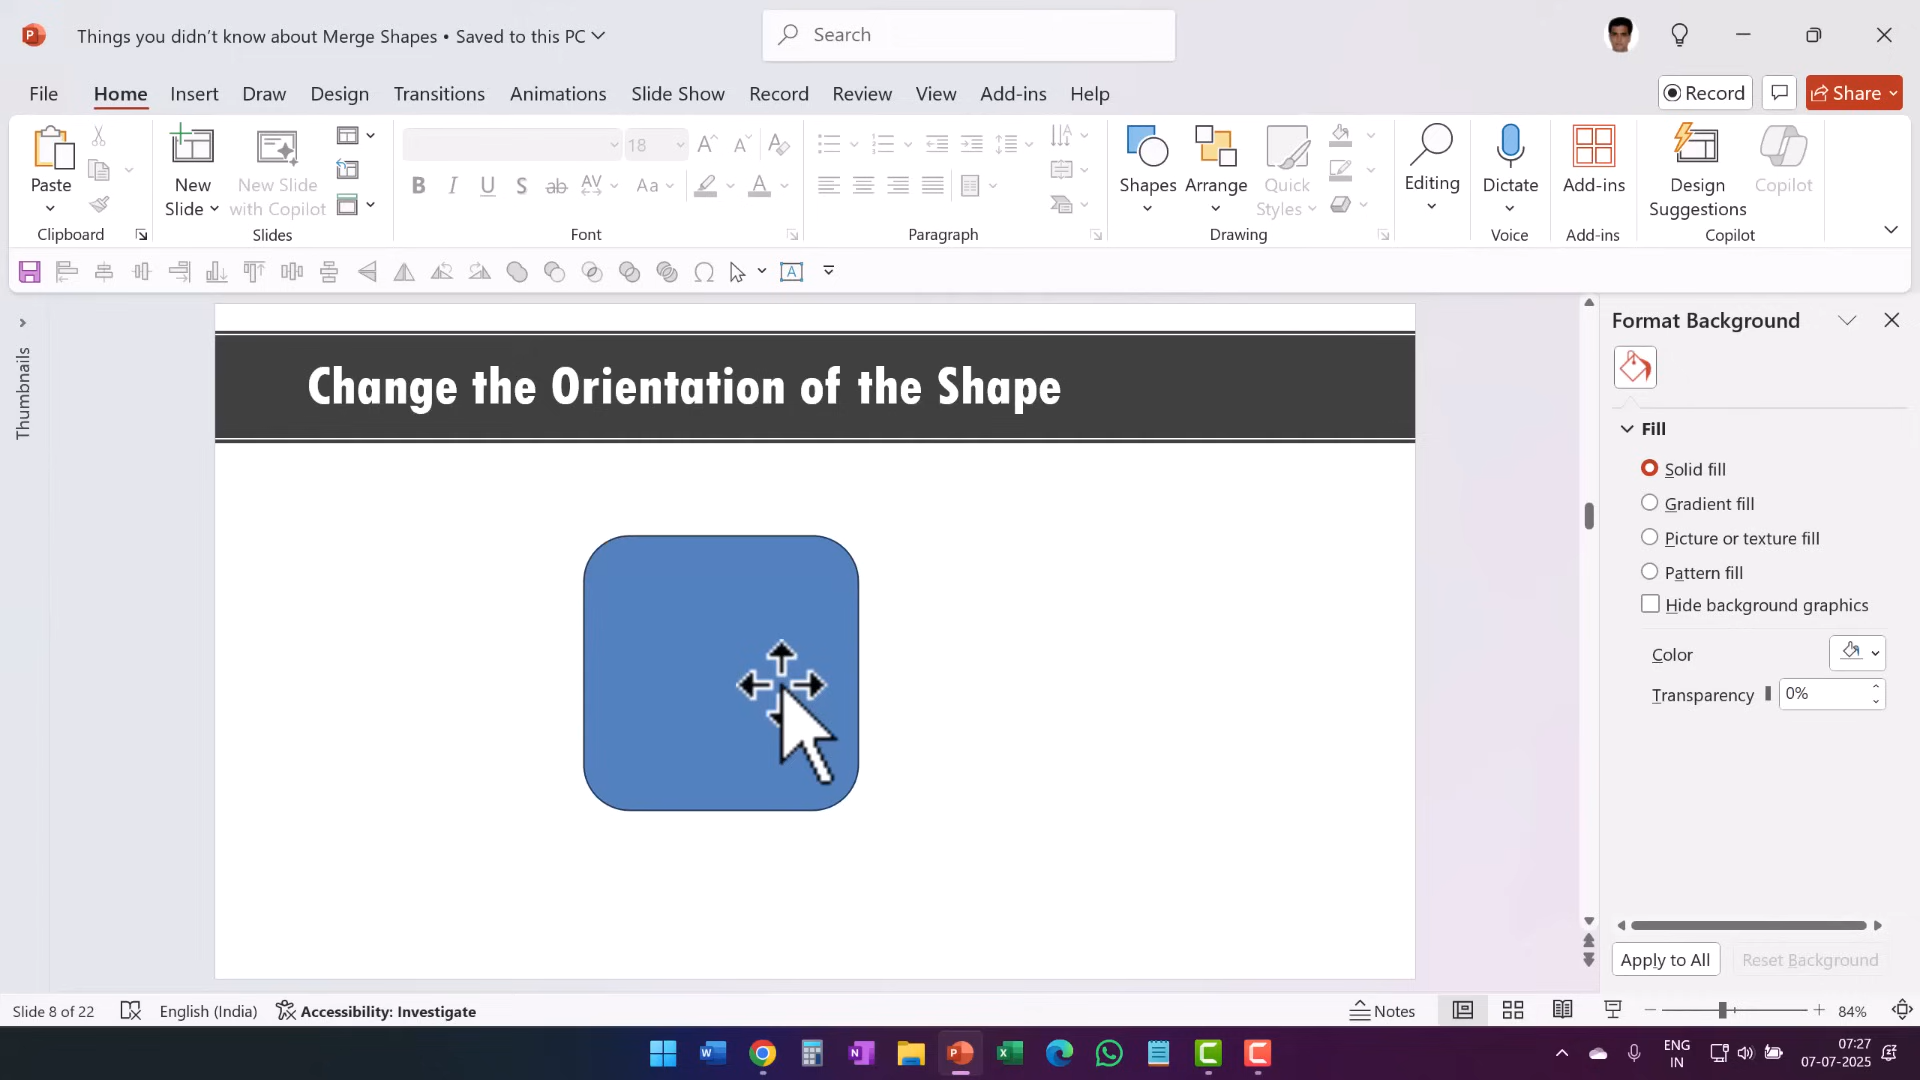 Things you didn't know about Merge Shapes • Saved to this PC
Search
File
Home
Insert
Draw
Design
Transitions
Animations
Slide Show
Record
Review
View
Add-ins
Help
Record
Share
Paste
New
Slide
New Slide
with Copilot
18
B
I
U
S
ab
AV
Aa
A
Shapes
Arrange
Quick
Styles
Editing
Dictate
Add-ins
Design
Suggestions
Copilot
Clipboard
Slides
Font
Paragraph
Drawing
Voice
Add-ins
Copilot
A
Thumbnails
Change the Orientation of the Shape
Format Background
Fill
Solid fill
Gradient fill
Picture or texture fill
Pattern fill
Hide background graphics
Color
Transparency
0%
Apply to All
Reset Background
Slide 8 of 22
English (India)
Accessibility: Investigate
Notes
84%
ENG
IN
07:27
07-07-2025